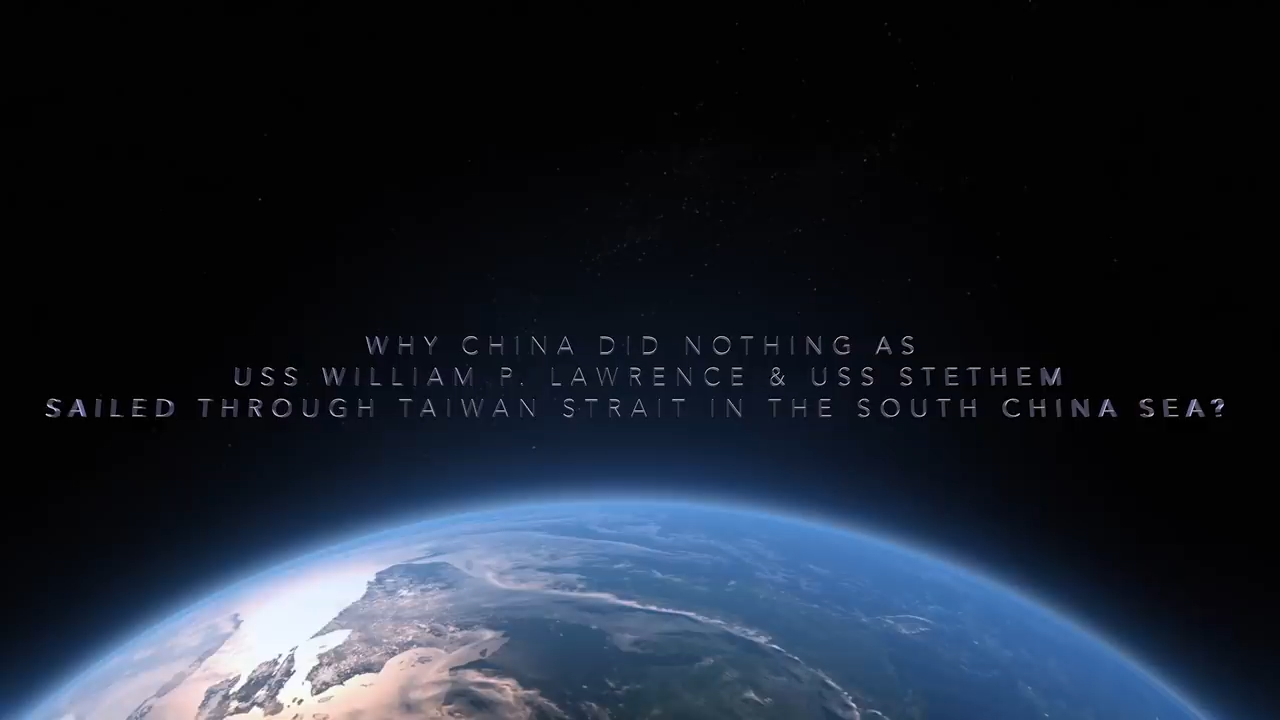 WHY CHINA DID NOTHING AS
USS WILLIAM P. LAWRENCE & USS STETHEM
SAILED THROUGH TAIWAN STRAIT IN THE SOUTH CHINA SEA?